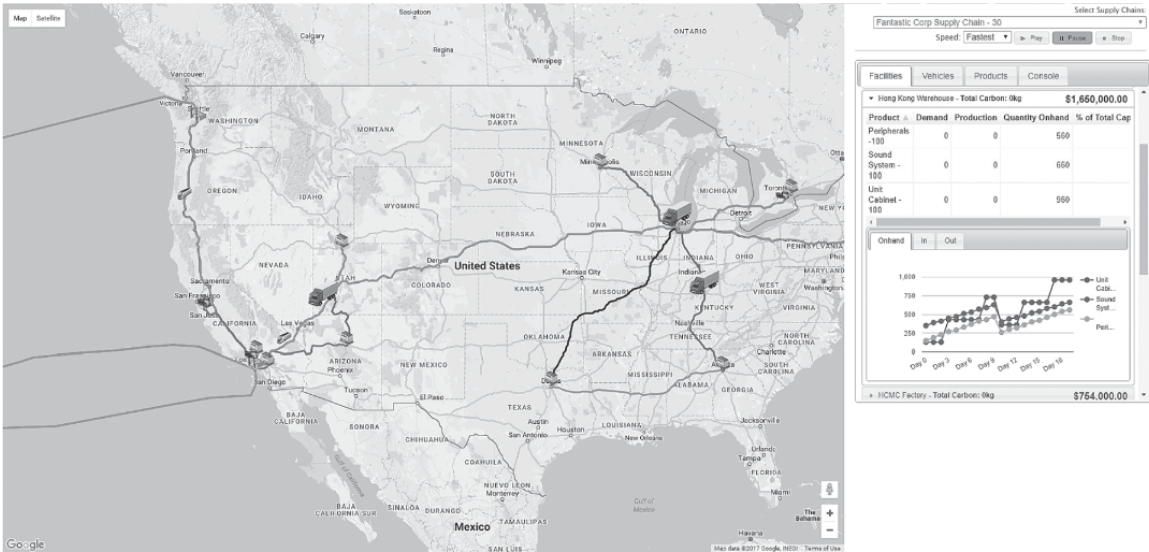 Map Satellite
Select Supply Chains:
Fantastic Corp Supply Chain - 30
Speed: Fastest Play Pause Stop
Facilities Vehicles Products Console
Hong Kong Warehouse - Total Carbon: 0kg $1,650,000.00
Product Demand Production Quantity Onhand % of Total Cap
Peripherals -100 0 0 560
Sound System - 100 0 0 660
Unit Cabinet - 100 0 0 960
Onhand In Out
1,000
750
500
250
0
Day 0 Day 3 Day 6 Day 9 Day 12 Day 15 Day 18
Unit Cabi...
Sound Syst...
Peri...
HCMC Factory - Total Carbon: 0kg $754,000.00
Saskatoon
Calgary
Regina
Winnipeg
ONTARIO
Vancouver
Victoria
Seattle
WASHINGTON
Portland
OREGON
IDAHO
MONTANA
NORTH DAKOTA
SOUTH DAKOTA
MINNESOTA
WISCONSIN
MICHIGAN
Toronto
Detroit
WYOMING
NEBRASKA
IOWA
ILLINOIS
INDIANA
OHIO
PENNSYLVANIA
NEVADA
Sacramento
San Francisco
San Jose
CALIFORNIA
Las Vegas
San Diego
COLORADO
United States
KANSAS
Kansas City
MISSOURI
WEST VIRGINIA
MARYLAND
Washington
VIRGINIA
KENTUCKY
Nashville
TENNESSEE
NORTH CAROLINA
Charlotte
SOUTH CAROLINA
ARIZONA
Phoenix
Tucson
NEW MEXICO
El Paso
OKLAHOMA
ARKANSAS
MISSISSIPPI
ALABAMA
GEORGIA
TEXAS
Austin
San Antonio
Houston
LOUISIANA
New Orleans
Jacksonville
Orlando
Tampa
FLORIDA
Miami
BAJA CALIFORNIA
SONORA
CHIHUAHUA
COAHUILA
NUEVO LEON
Monterrey
Gulf of California
Gulf of Mexico
BAJA CALIFORNIA SUR
SINALOA
DURANGO
TAMAULIPAS
Mexico
SAN LUIS
The Bahamas
Havana
Google
Map data ©2017 Google, INEGI Terms of Use